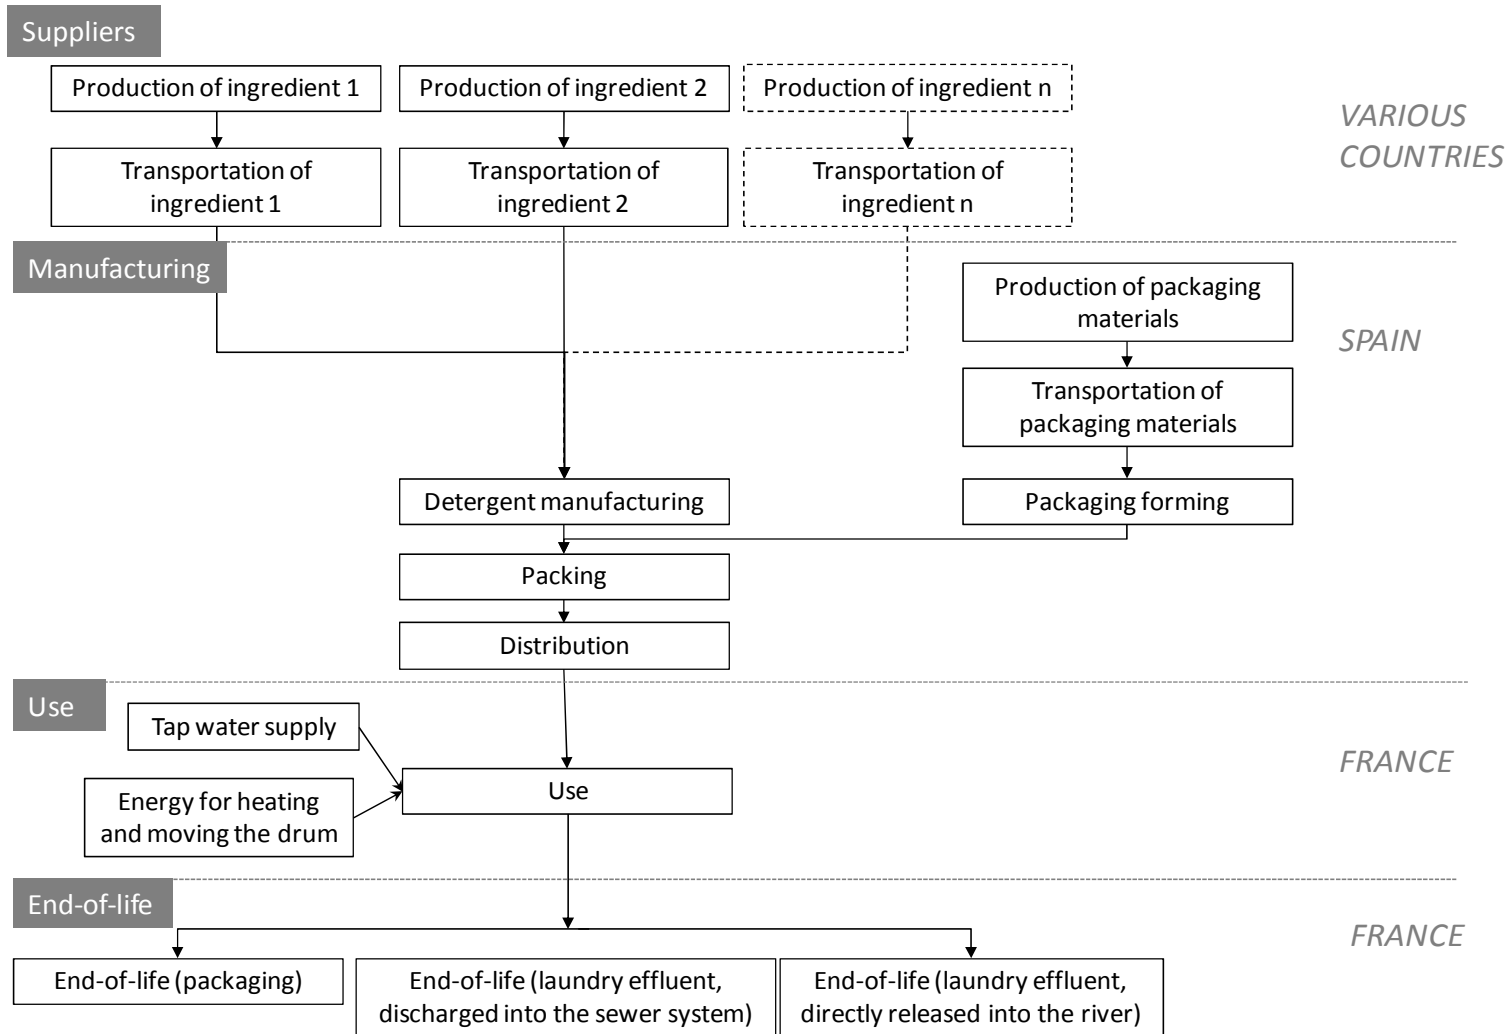 Suppliers
Production of ingredient 1
Production of ingredient 2
Production of ingredient n
VARIOUS
COUNTRIES
Transportation of
ingredient 1
Transportation of
ingredient 2
Transportation of
ingredient n
Manufacturing
Production of packaging
materials
SPAIN
Transportation of
packaging materials
Detergent manufacturing
Packaging forming
Packing
Distribution
Use
Tap water supply
FRANCE
Energy for heating
and moving the drum
Use
End-of-life
FRANCE
End-of-life (packaging)
End-of-life (laundry effluent,
discharged into the sewer system)
End-of-life (laundry effluent,
directly released into the river)